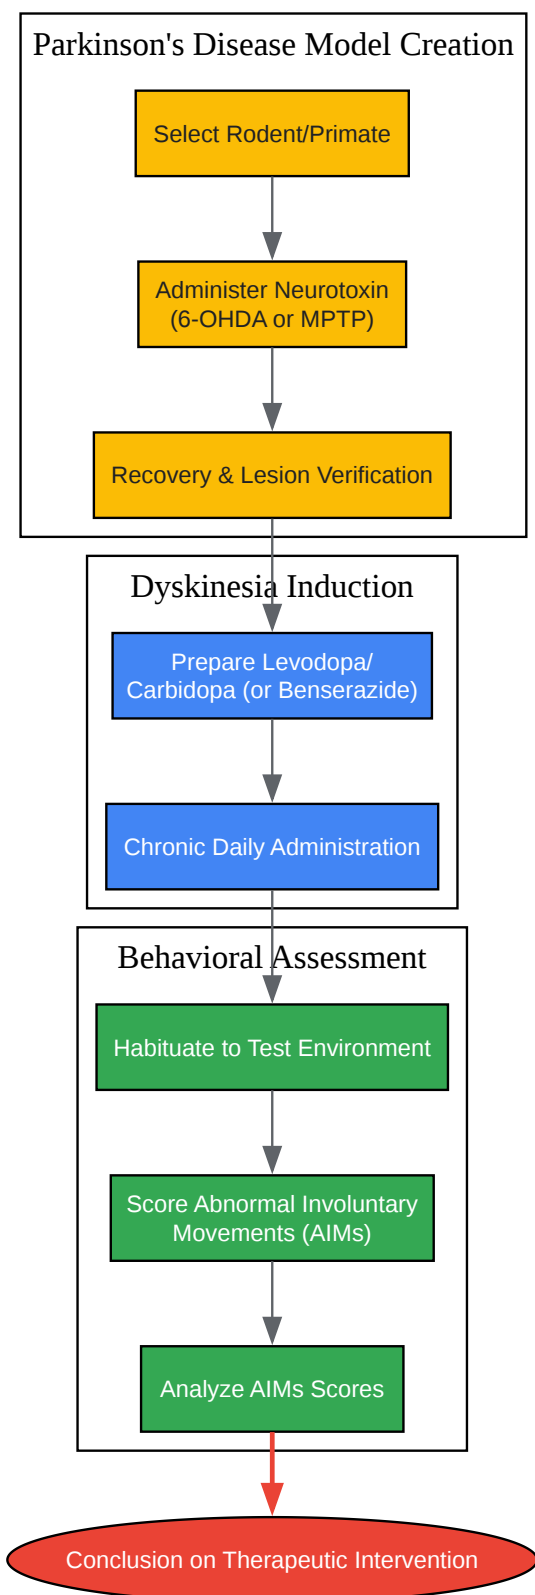 Parkinson's Disease Model Creation
Select Rodent/Primate
Administer Neurotoxin
(6-OHDA or MPTP)
Recovery & Lesion Verification
Dyskinesia Induction
Prepare Levodopa/
Carbidopa (or Benserazide)
Chronic Daily Administration
Behavioral Assessment
Habituate to Test Environment
Score Abnormal Involuntary
Movements (AIMs)
Analyze AIMs Scores
Conclusion on Therapeutic Intervention